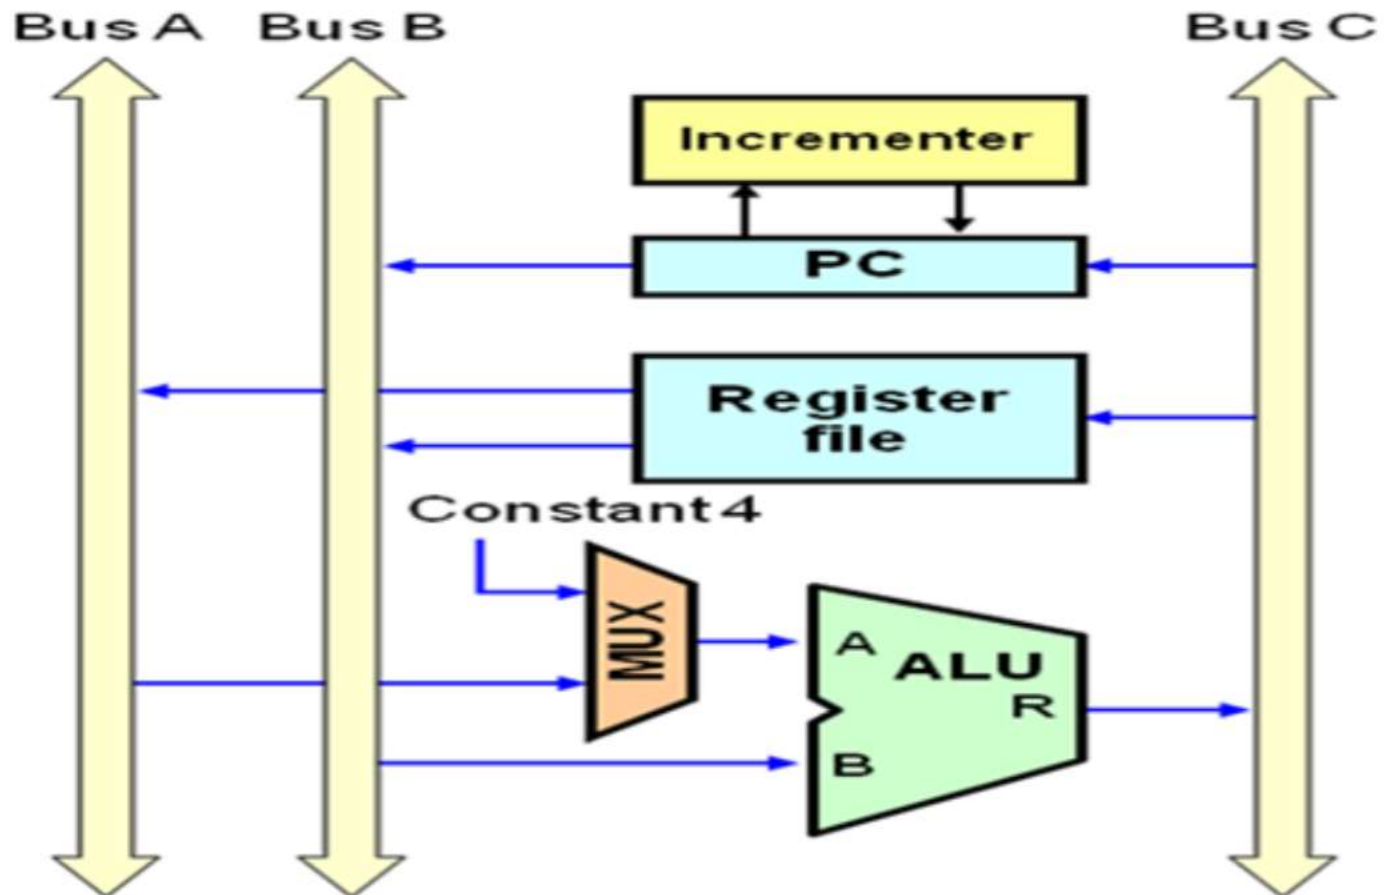 Bus A
Bus B
Bus C
Incrementer
PC
Register
file
Constant 4
MUX
A
ALU
R
B